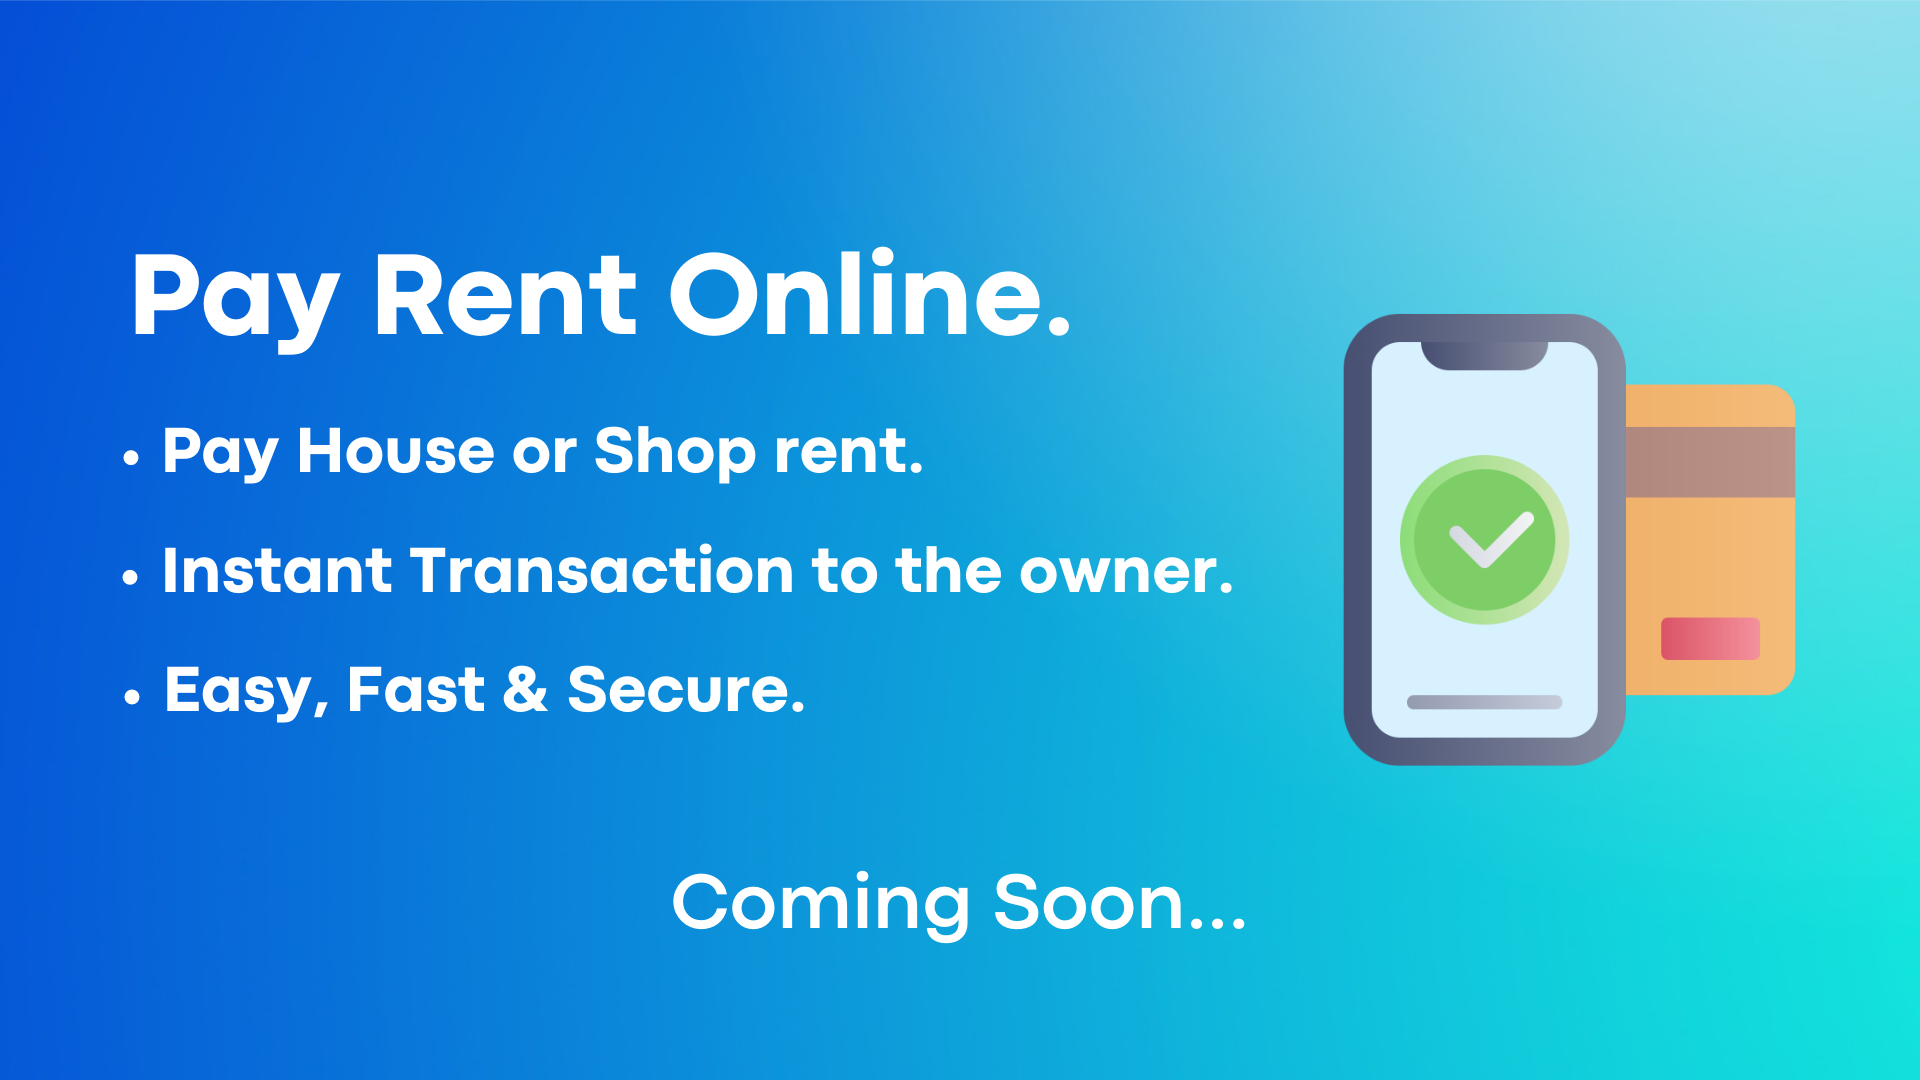 Pay Rent Online.
• Pay House or Shop rent.
• Instant Transaction to the owner.
• Easy, Fast & Secure.
Coming Soon...